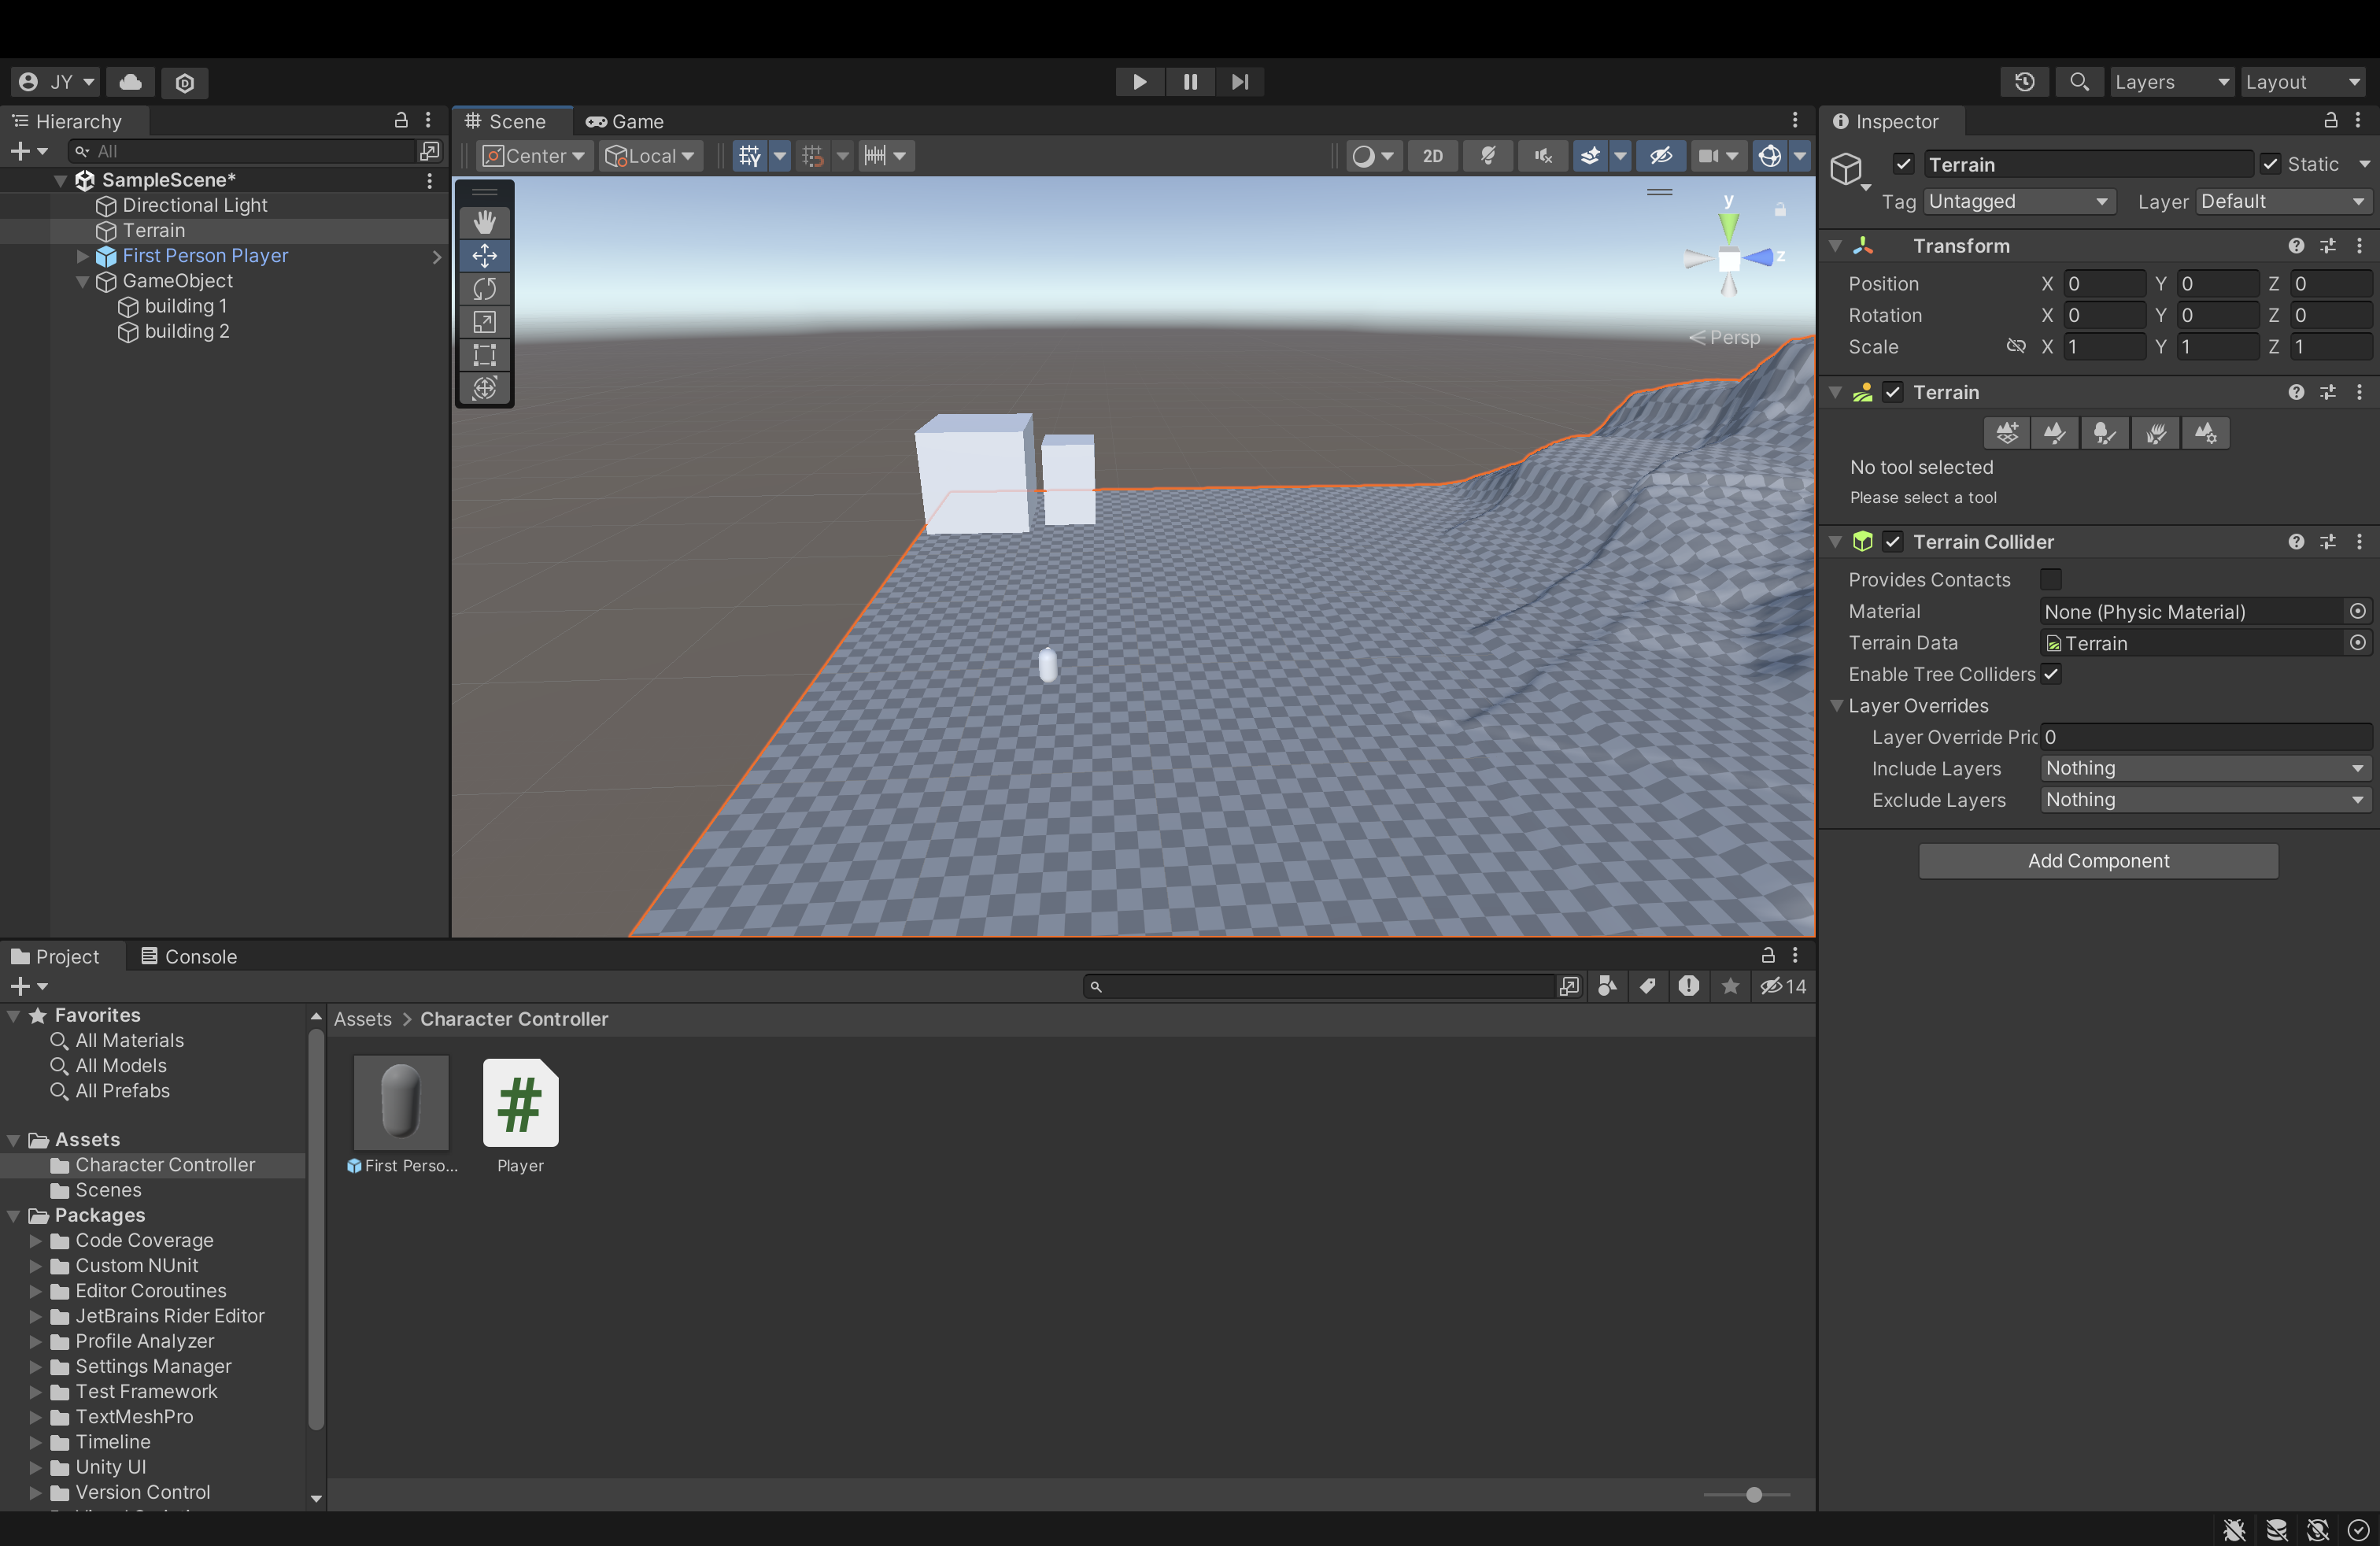 JY
Layers
Layout
Hierarchy
All
SampleScene*
Directional Light
Terrain
First Person Player
GameObject
building 1
building 2
Scene
Game
Center
Local
2D
y
z
Persp
Inspector
Terrain
Static
Tag
Untagged
Layer
Default
Transform
Position X 0 Y 0 Z 0
Rotation X 0 Y 0 Z 0
Scale X 1 Y 1 Z 1
Terrain
No tool selected
Please select a tool
Terrain Collider
Provides Contacts
Material None (Physic Material)
Terrain Data Terrain
Enable Tree Colliders
Layer Overrides
Layer Override Pric 0
Include Layers Nothing
Exclude Layers Nothing
Add Component
Project
Console
14
Favorites
All Materials
All Models
All Prefabs
Assets
Character Controller
Scenes
Packages
Code Coverage
Custom NUnit
Editor Coroutines
JetBrains Rider Editor
Profile Analyzer
Settings Manager
Test Framework
TextMeshPro
Timeline
Unity UI
Version Control
Assets > Character Controller
First Perso...
#
Player